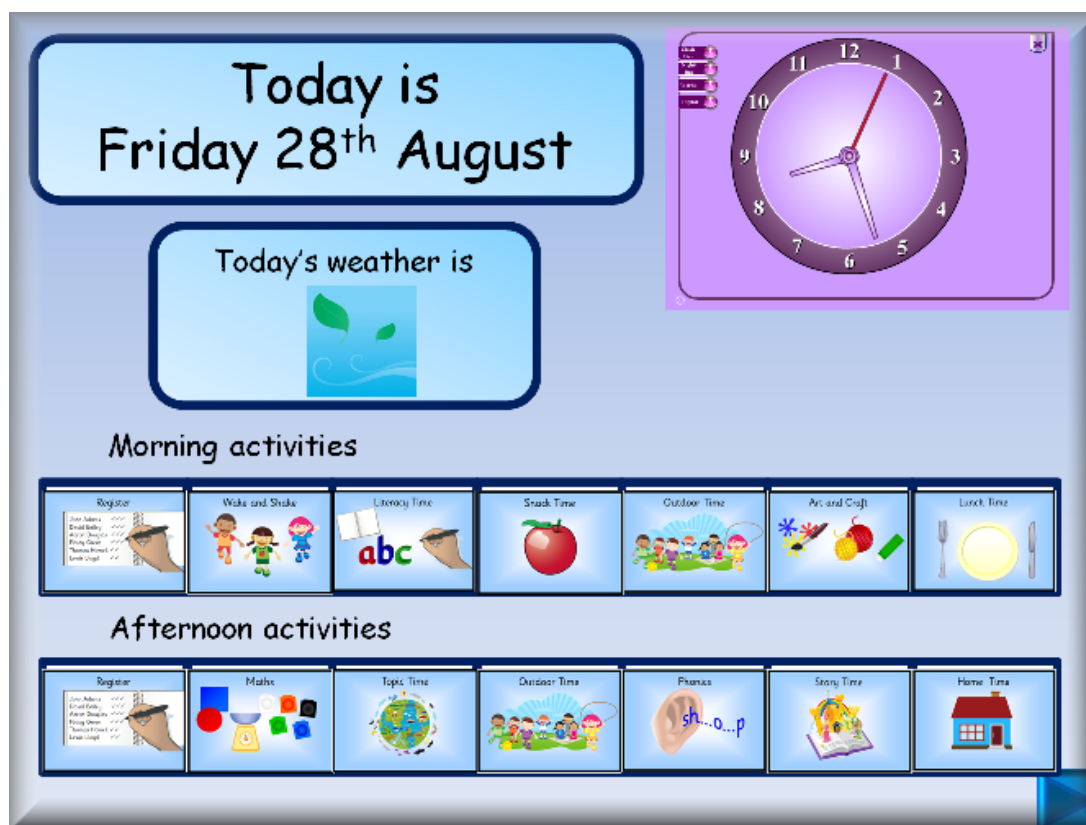 Today is
Friday 28th August
12
11
1
10
2
9
3
8
4
7
5
6
Today's weather is
Morning activities
Register
Wake and Shake
Literacy Time
Snack Time
Outdoor Time
Art and Craft
Lunch Time
abc
Afternoon activities
Register
Maths
Topic Time
Outdoor Time
Phonics
Story Time
Home Time
sh...o...p